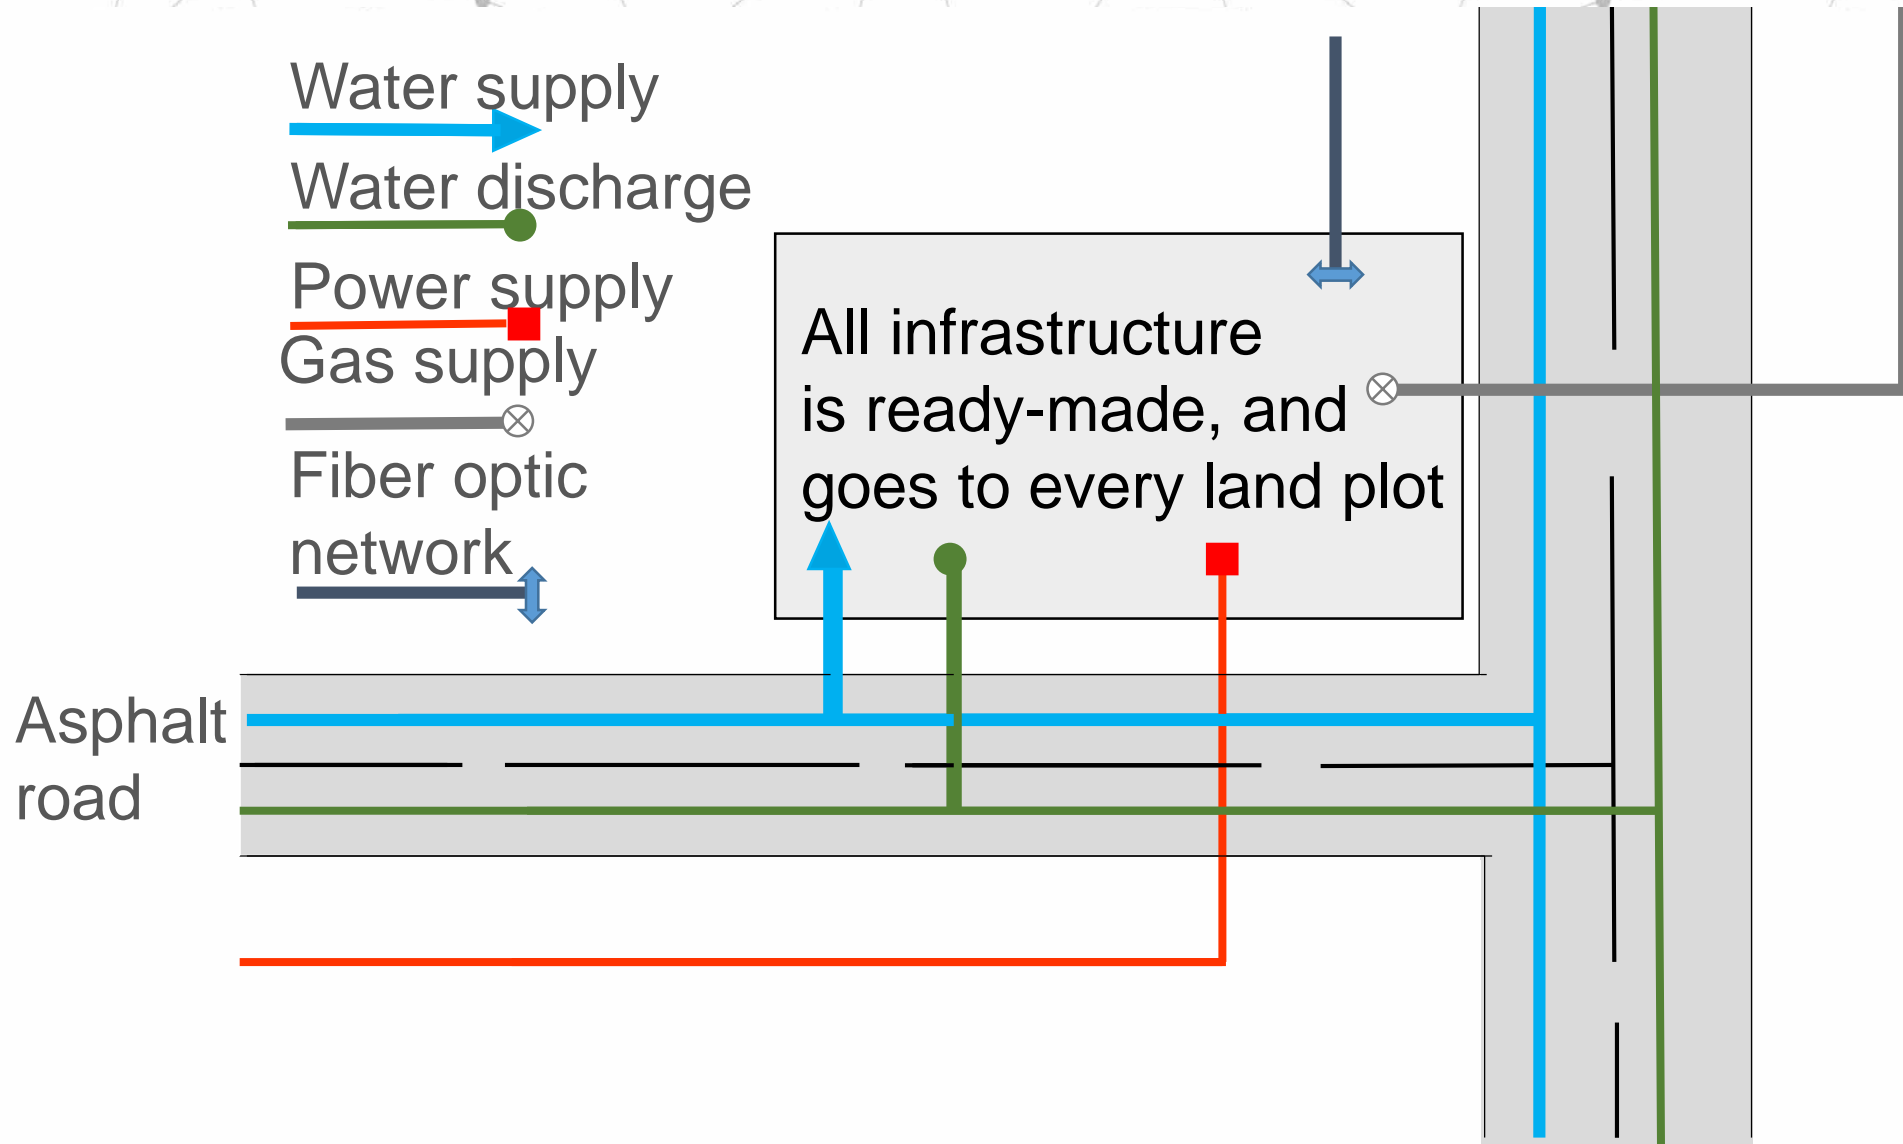 Water supply
Water discharge
Power supply
Gas supply
Fiber optic
network
All infrastructure
is ready-made, and
goes to every land plot
Asphalt
road